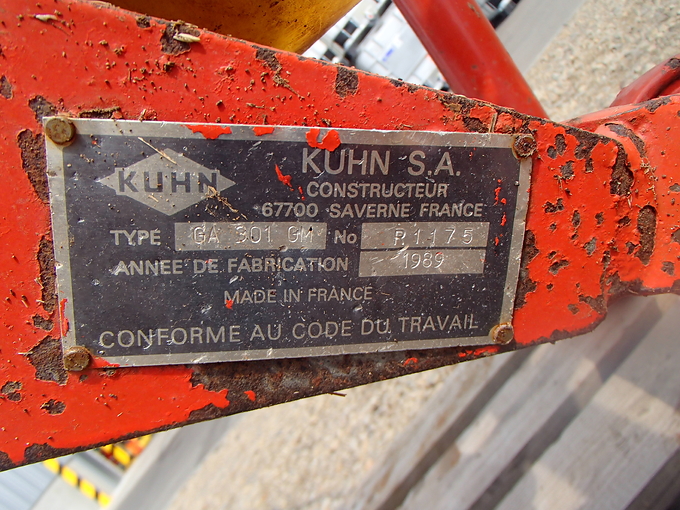 KUHN
KUHN S.A.
CONSTRUCTEUR
67700 SAVERNE FRANCE
TYPE GA 301 GM No R1175
ANNEE DE FABRICATION 1989
MADE IN FRANCE
CONFORME AU CODE DU TRAVAIL